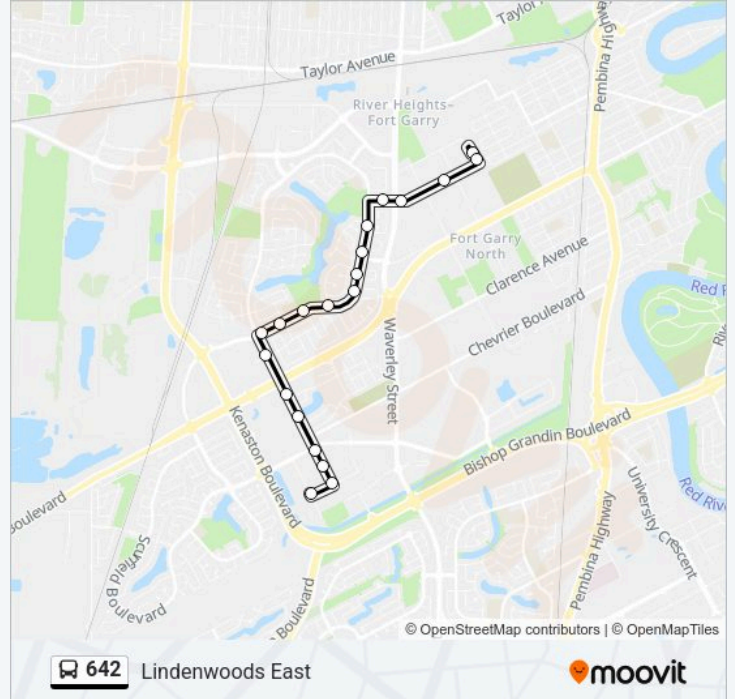 Taylor
Taylor Avenue
Pembina Highway
River Heights–
Fort Garry
Fort Garry
North
Clarence Avenue
Red
Chevrier Boulevard
Waverley Street
Kenaston Boulevard
Bishop Grandin Boulevard
University Crescent
Red
oulevard
Scurfield Boulevard
Pembina Highway
Boulevard
© OpenStreetMap contributors | © OpenMapTiles
642 Lindenwoods East moovit